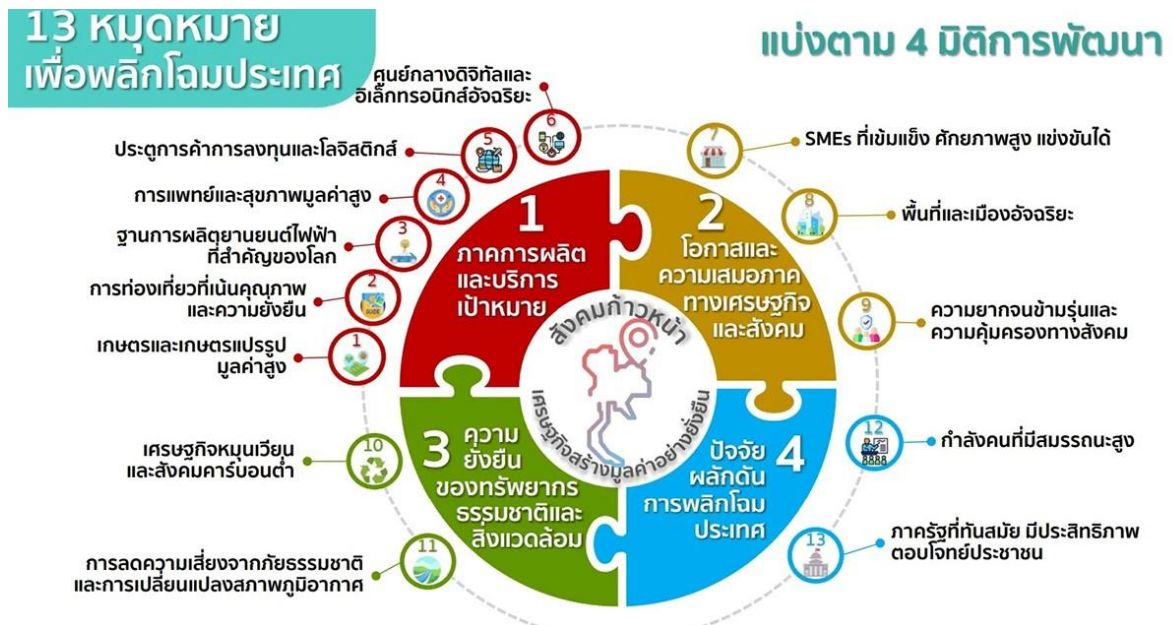 13 หมุดหมาย
เพื่อพลิกโฉมประเทศ
แบ่งตาม 4 มิติการพัฒนา
ศูนย์กลางดิจิทัลและ
อิเล็กทรอนิกส์อัจฉริยะ
6
ประตูการค้าการลงทุนและโลจิสติกส์
5
การแพทย์และสุขภาพมูลค่าสูง
4
ฐานการผลิตยานยนต์ไฟฟ้า
ที่สำคัญของโลก
3
การท่องเที่ยวที่เน้นคุณภาพ
และความยั่งยืน
2
GUIDE
เกษตรและเกษตรแปรรูป
มูลค่าสูง
1
1
ภาคการผลิต
และบริการ
เป้าหมาย
2
โอกาสและ
ความเสมอภาค
ทางเศรษฐกิจ
และสังคม
7
SMEs ที่เข้มแข็ง ศักยภาพสูง แข่งขันได้
8
พื้นที่และเมืองอัจฉริยะ
9
ความยากจนข้ามรุ่นและ
ความคุ้มครองทางสังคม
สังคมก้าวหน้า
เศรษฐกิจสร้างมูลค่าอย่างยั่งยืน
3
ความ
ยั่งยืน
ของทรัพยากร
ธรรมชาติและ
สิ่งแวดล้อม
เศรษฐกิจหมุนเวียน
และสังคมคาร์บอนต่ำ
10
การลดความเสี่ยงจากภัยธรรมชาติ
และการเปลี่ยนแปลงสภาพภูมิอากาศ
11
4
ปัจจัย
ผลักดัน
การพลิกโฉม
ประเทศ
12
กำลังคนที่มีสมรรถนะสูง
13
ภาครัฐที่ทันสมัย มีประสิทธิภาพ
ตอบโจทย์ประชาชน